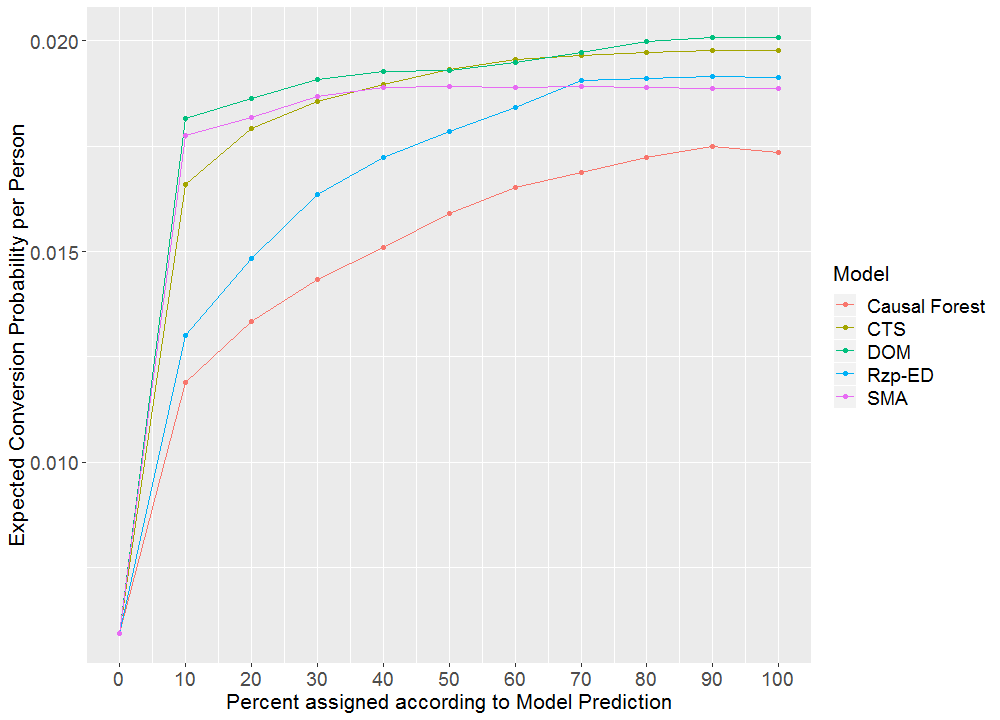 Expected Conversion Probability per Person
0.020
0.015
0.010
0 10 20 30 40 50 60 70 80 90 100
Percent assigned according to Model Prediction
Model
Causal Forest
CTS
DOM
Rzp-ED
SMA